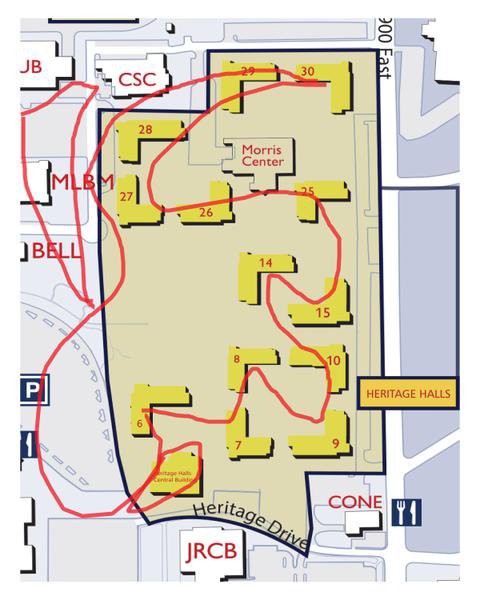 900 East
UB
CSC
29
30
28
Morris
Center
MLBM
27
26
25
BELL
14
15
8
10
P
HERITAGE HALLS
6
7
9
Heritage Halls
Central Building
CONE
Heritage Drive
JRCB